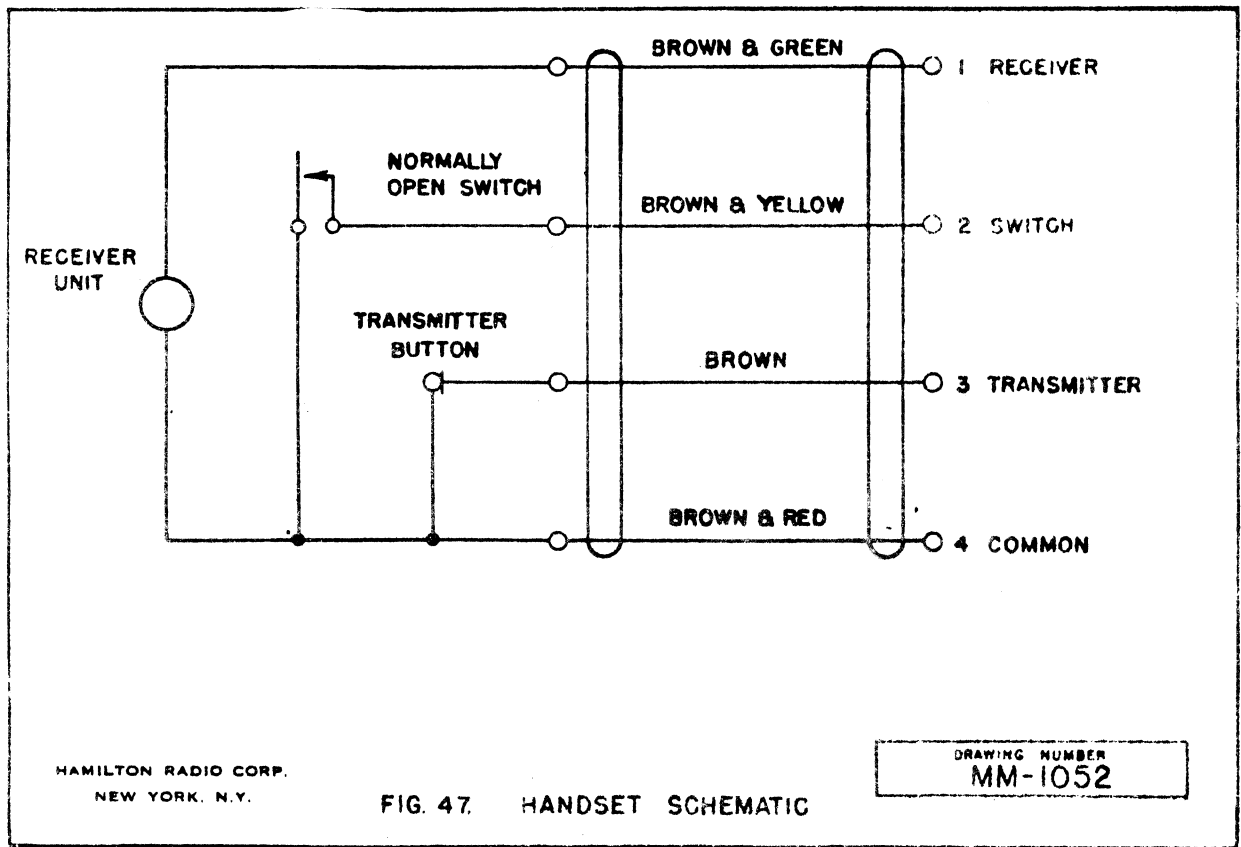 BROWN & GREEN
1 RECEIVER
NORMALLY
OPEN SWITCH
BROWN & YELLOW
2 SWITCH
RECEIVER
UNIT
TRANSMITTER
BUTTON
BROWN
3 TRANSMITTER
BROWN & RED
4 COMMON
HAMILTON RADIO CORP.
NEW YORK, N.Y.
FIG. 47. HANDSET SCHEMATIC
DRAWING NUMBER
MM-1052